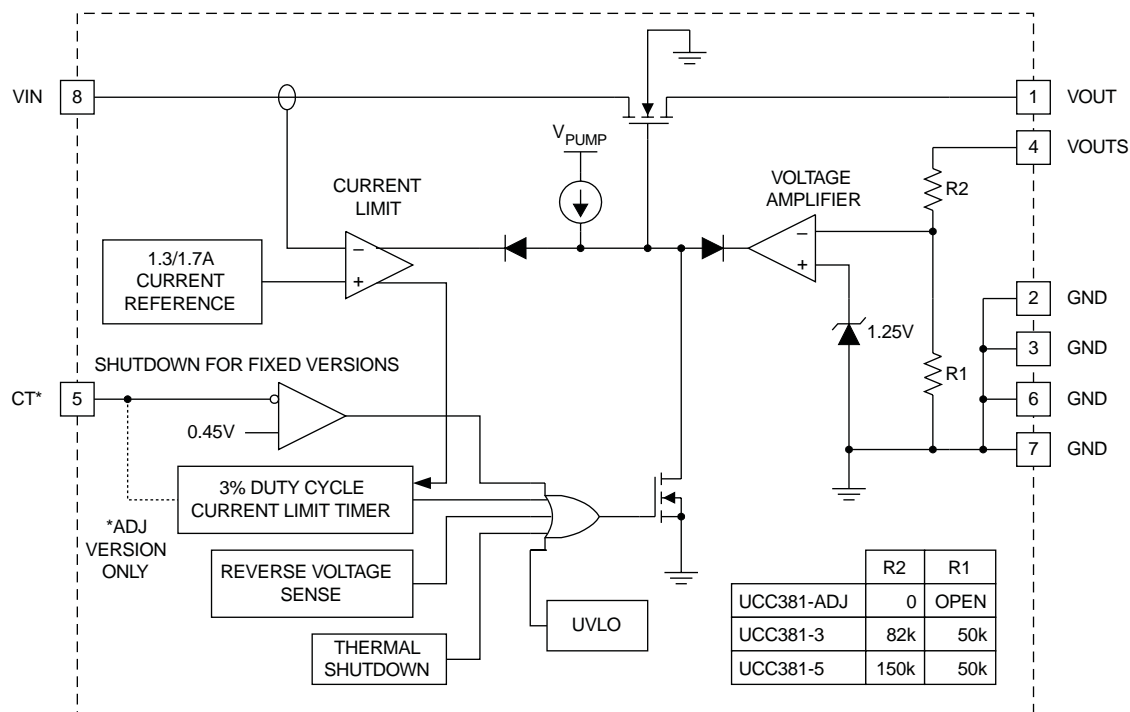 VIN
8
1
VOUT
VPUMP
4
VOUTS
CURRENT
LIMIT
VOLTAGE
AMPLIFIER
R2
–
+
–
+
1.3/1.7A
CURRENT
REFERENCE
2
GND
1.25V
3
GND
SHUTDOWN FOR FIXED VERSIONS
R1
CT*
5
6
GND
0.45V
7
GND
3% DUTY CYCLE
CURRENT LIMIT TIMER
*ADJ
VERSION
ONLY
REVERSE VOLTAGE
SENSE
UVLO
THERMAL
SHUTDOWN
R2 R1
UCC381-ADJ 0 OPEN
UCC381-3 82k 50k
UCC381-5 150k 50k